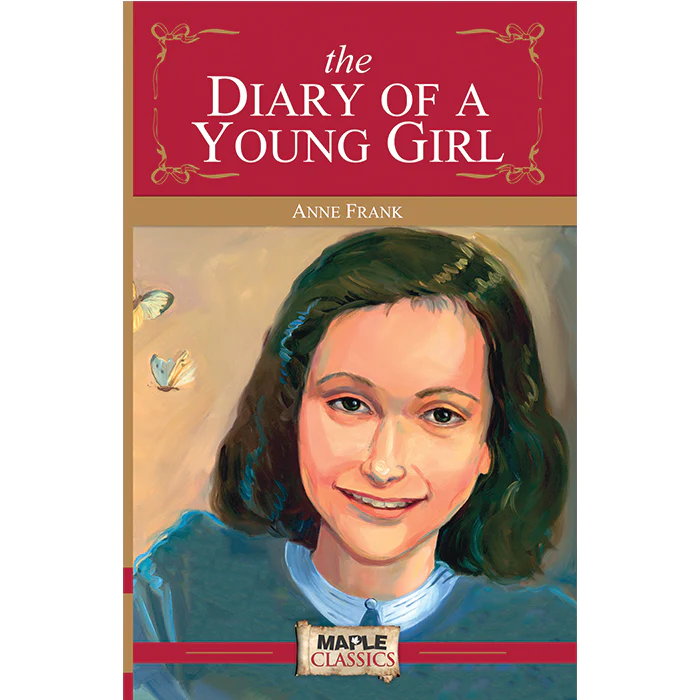 the
DIARY OF A
YOUNG GIRL
ANNE FRANK
MAPLE
CLASSICS